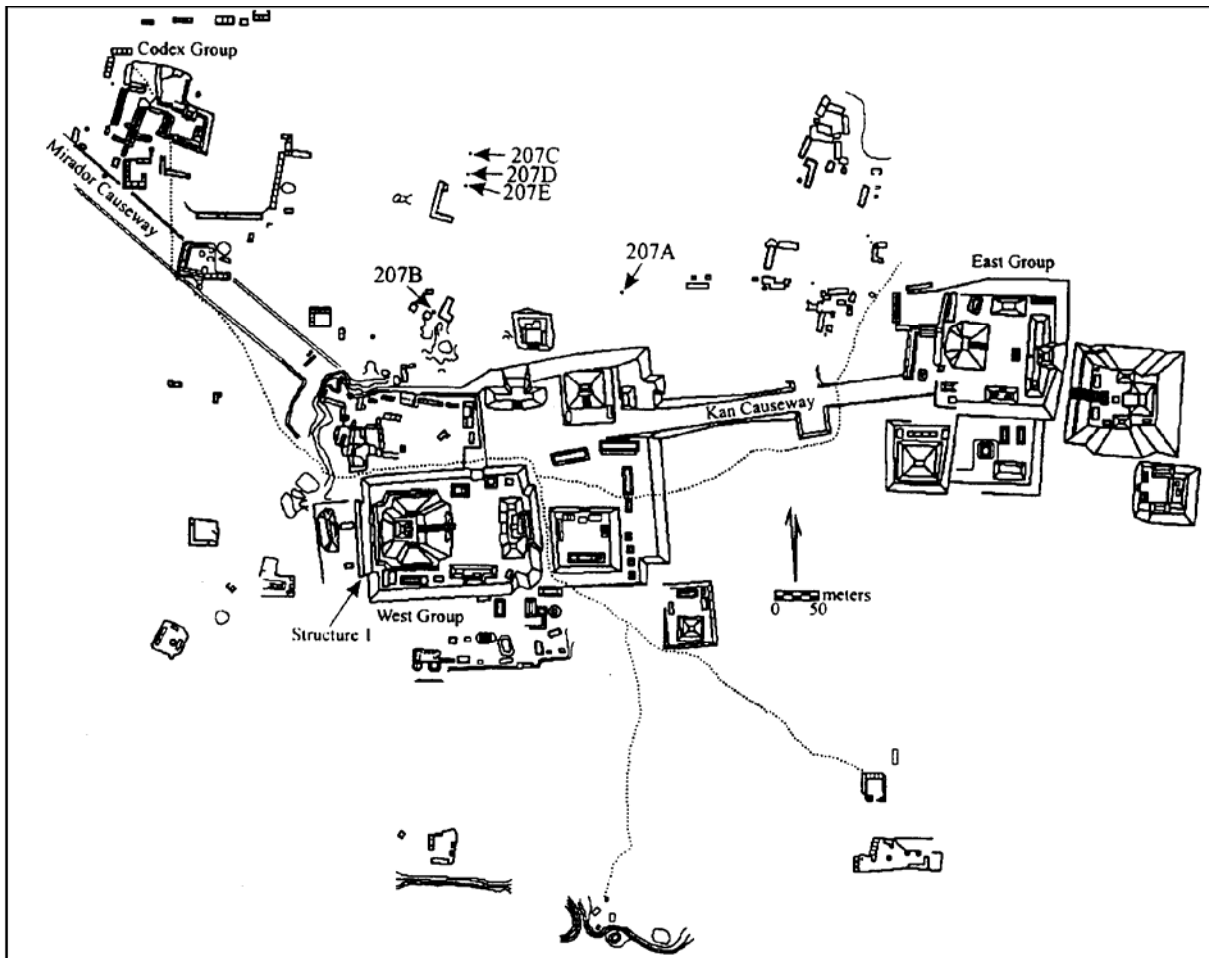 Codex Group
Mirador Causeway
207C
207D
207E
207A
207B
East Group
Kan Causeway
meters
0 50
West Group
Structure 1